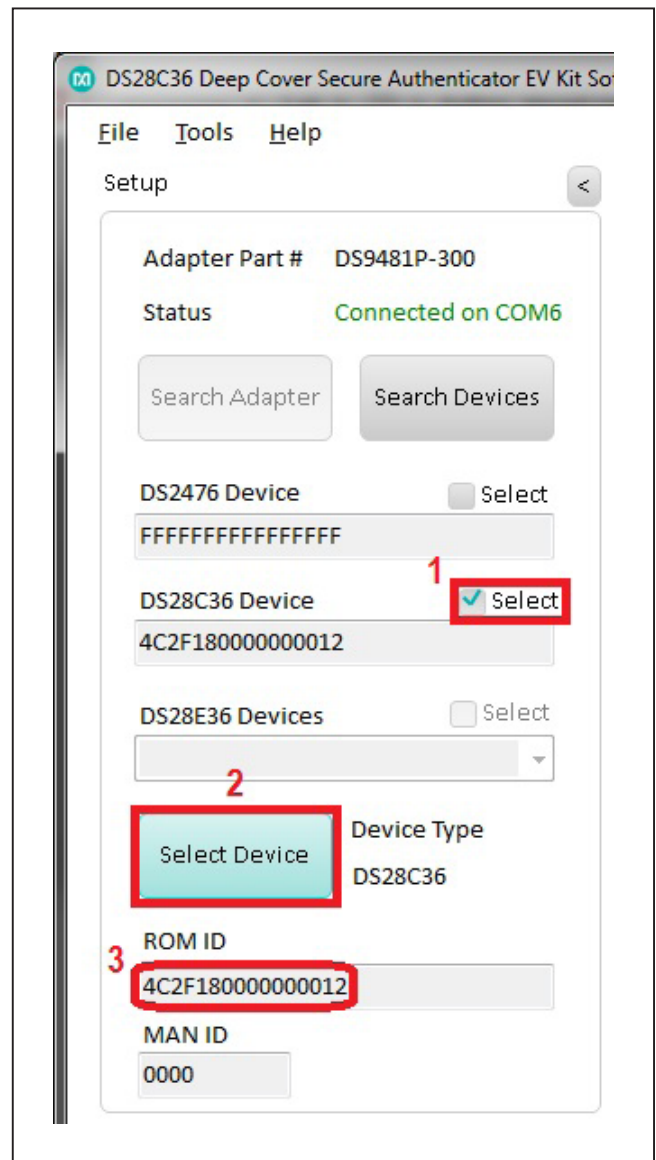 DS28C36 Deep Cover Secure Authenticator EV Kit So
File Tools Help
Setup <
Adapter Part # DS9481P-300
Status Connected on COM6
Search Adapter Search Devices
DS2476 Device Select
FFFFFFFFFFFFFFFF
1
DS28C36 Device Select
4C2F180000000012
DS28E36 Devices Select
2
Select Device Device Type
DS28C36
ROM ID
3
4C2F180000000012
MAN ID
0000